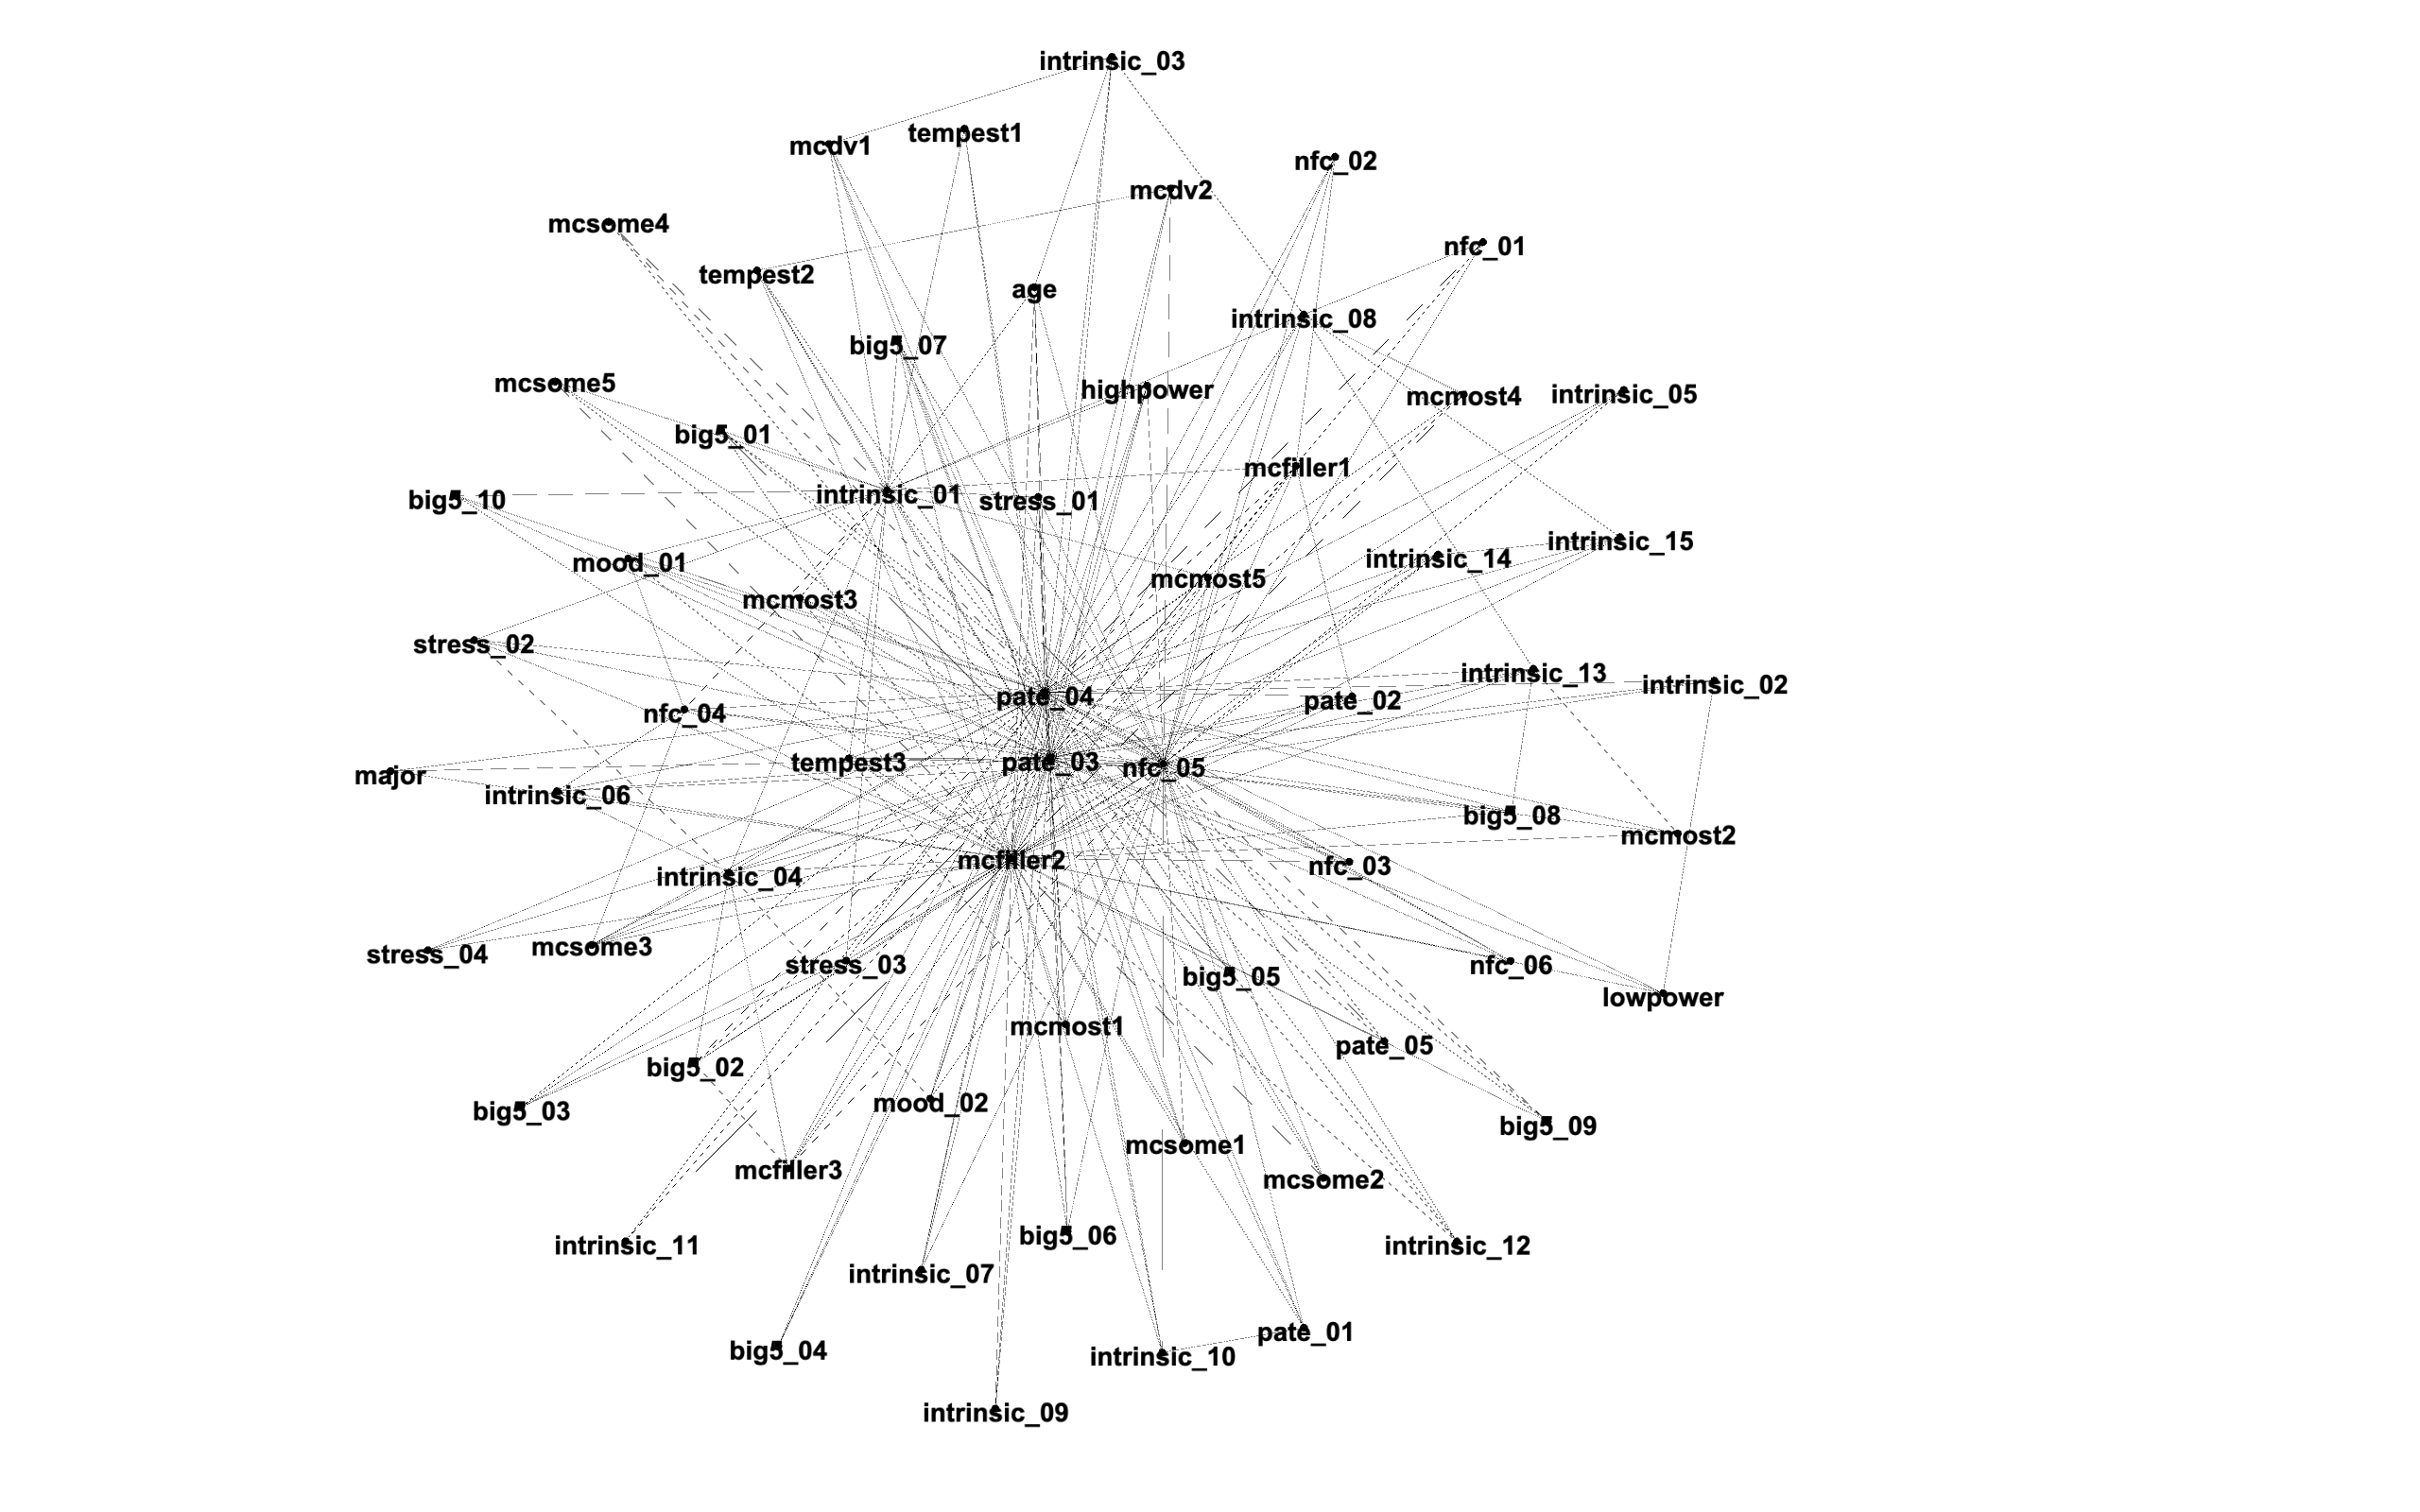 intrinsic_03
tempest1
mcdv1
nfc_02
mcdv2
mcsome4
nfc_01
tempest2
age
intrinsic_08
big5_07
mcsome5
highpower
mcmost4
intrinsic_05
big5_01
mcfiller1
big5_10
intrinsic_01
stress_01
intrinsic_15
intrinsic_14
mood_01
mcmost5
mcmost3
stress_02
intrinsic_13
intrinsic_02
pate_04
pate_02
nfc_04
tempest3
pate_03
nfc_05
major
intrinsic_06
big5_08
mcmost2
mcfiller2
nfc_03
intrinsic_04
mcsome3
stress_04
stress_03
nfc_06
big5_05
lowpower
mcmost1
pate_05
big5_02
mood_02
big5_03
big5_09
mcsome1
mcfiller3
mcsome2
big5_06
intrinsic_11
intrinsic_12
intrinsic_07
pate_01
big5_04
intrinsic_10
intrinsic_09